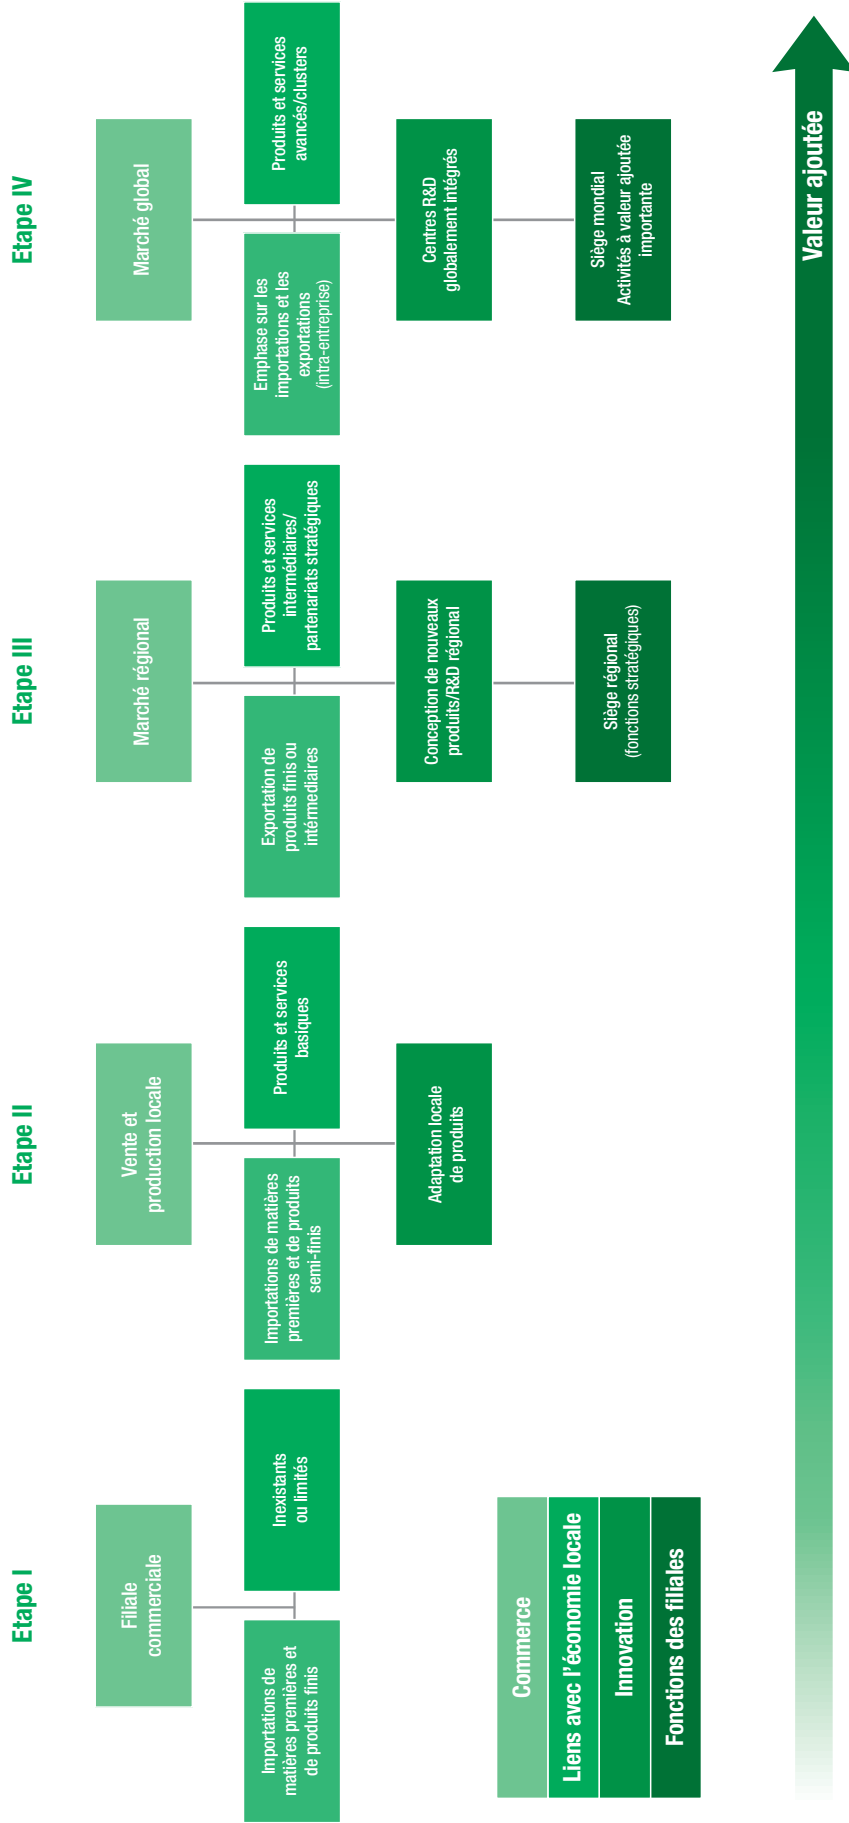 Etape I
Filiale
commerciale
Importations de
matières premières et
de produits finis
Inexistants
ou limités
Etape II
Vente et
production locale
Importations de matières
premières et de produits
semi-finis
Produits et services
basiques
Adaptation locale
de produits
Etape III
Marché régional
Exportation de
produits finis ou
intérmediaires
Produits et services
intermédiaires/
partenariats stratégiques
Conception de nouveaux
produits/R&D régional
Siège régional
(fonctions stratégiques)
Etape IV
Marché global
Emphase sur les
importations et les
exportations
(intra-entreprise)
Produits et services
avancés/clusters
Centres R&D
globalement intégrés
Siège mondial
Activités à valeur ajoutée
importante
Commerce
Liens avec l'économie locale
Innovation
Fonctions des filiales
Valeur ajoutée